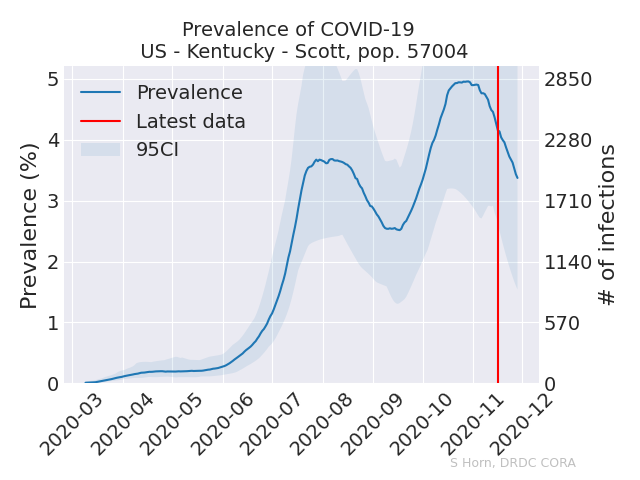 Prevalence of COVID-19
US - Kentucky - Scott, pop. 57004
Prevalence
Latest data
95CI
Prevalence (%)
5
4
3
2
1
0
# of infections
2850
2280
1710
1140
570
0
2020-03
2020-04
2020-05
2020-06
2020-07
2020-08
2020-09
2020-10
2020-11
2020-12
S Horn, DRDC CORA